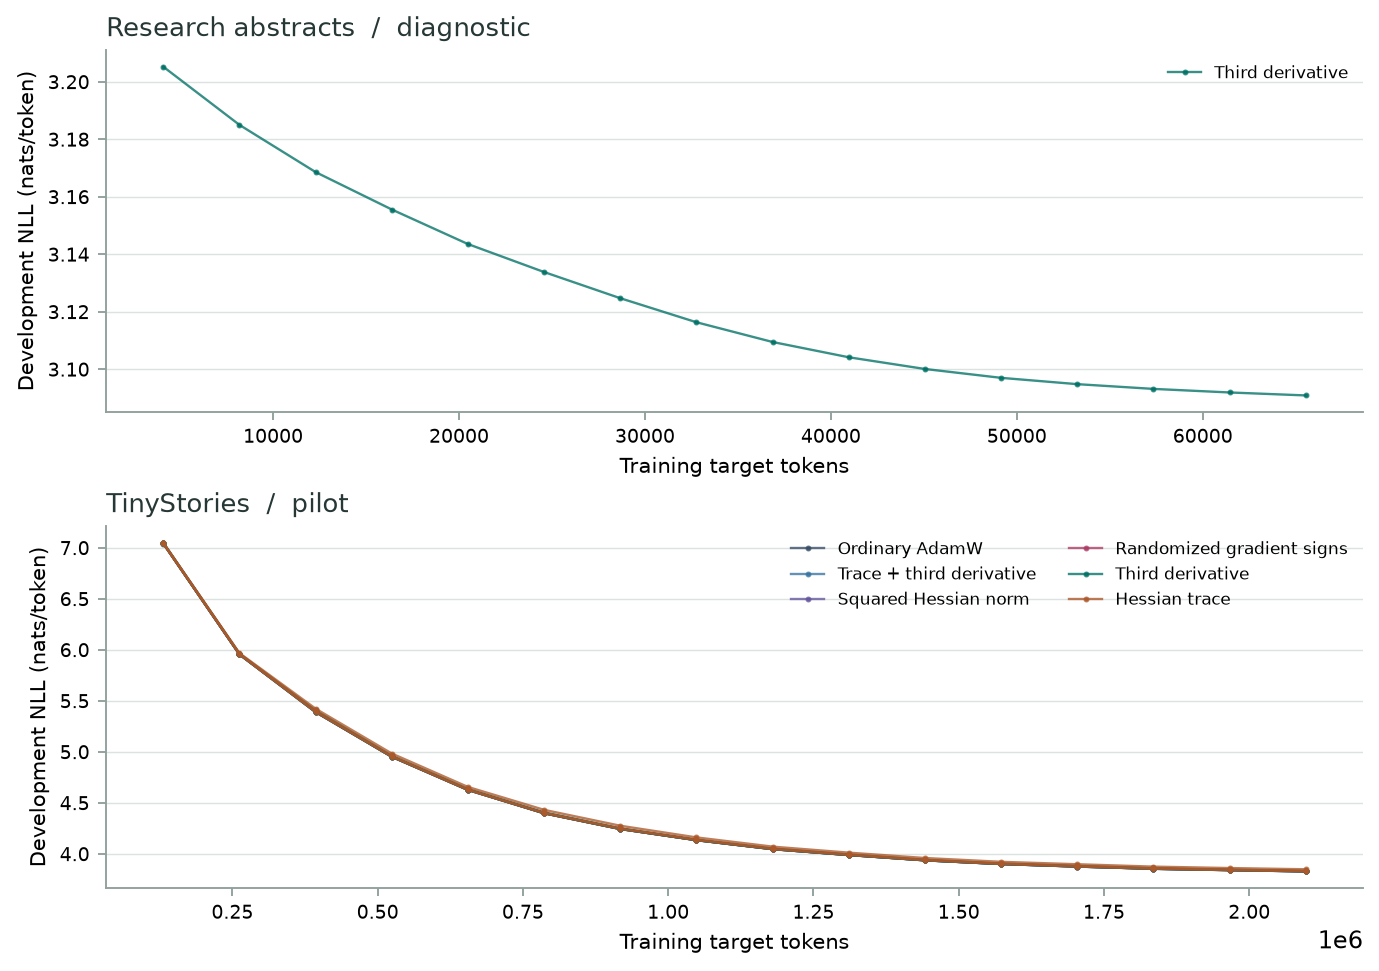 Research abstracts / diagnostic
Development NLL (nats/token)
3.20
3.18
3.16
3.14
3.12
3.10
Third derivative
10000 20000 30000 40000 50000 60000
Training target tokens
TinyStories / pilot
Development NLL (nats/token)
7.0
6.5
6.0
5.5
5.0
4.5
4.0
Ordinary AdamW
Trace + third derivative
Squared Hessian norm
Randomized gradient signs
Third derivative
Hessian trace
0.25 0.50 0.75 1.00 1.25 1.50 1.75 2.00
1e6
Training target tokens